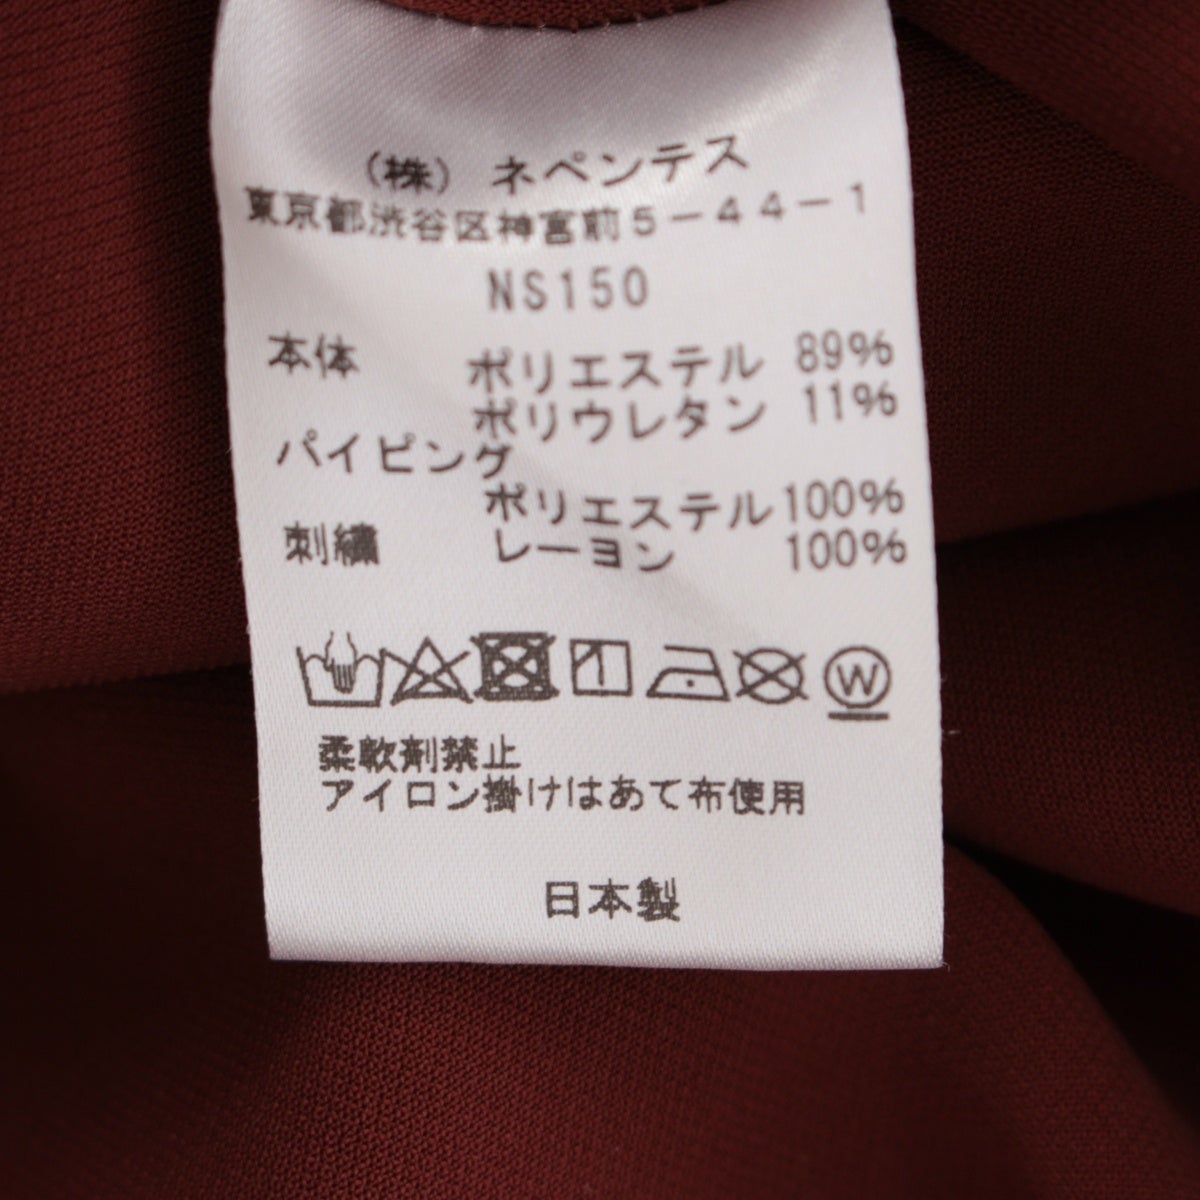 (株) ネペンテス
東京都渋谷区神宮前5-44-1
NS150
本体 ポリエステル 89%
ポリウレタン 11%
パイピング
ポリエステル 100%
刺繍 レーヨン 100%
W
柔軟剤禁止
アイロン掛けはあて布使用
日本製